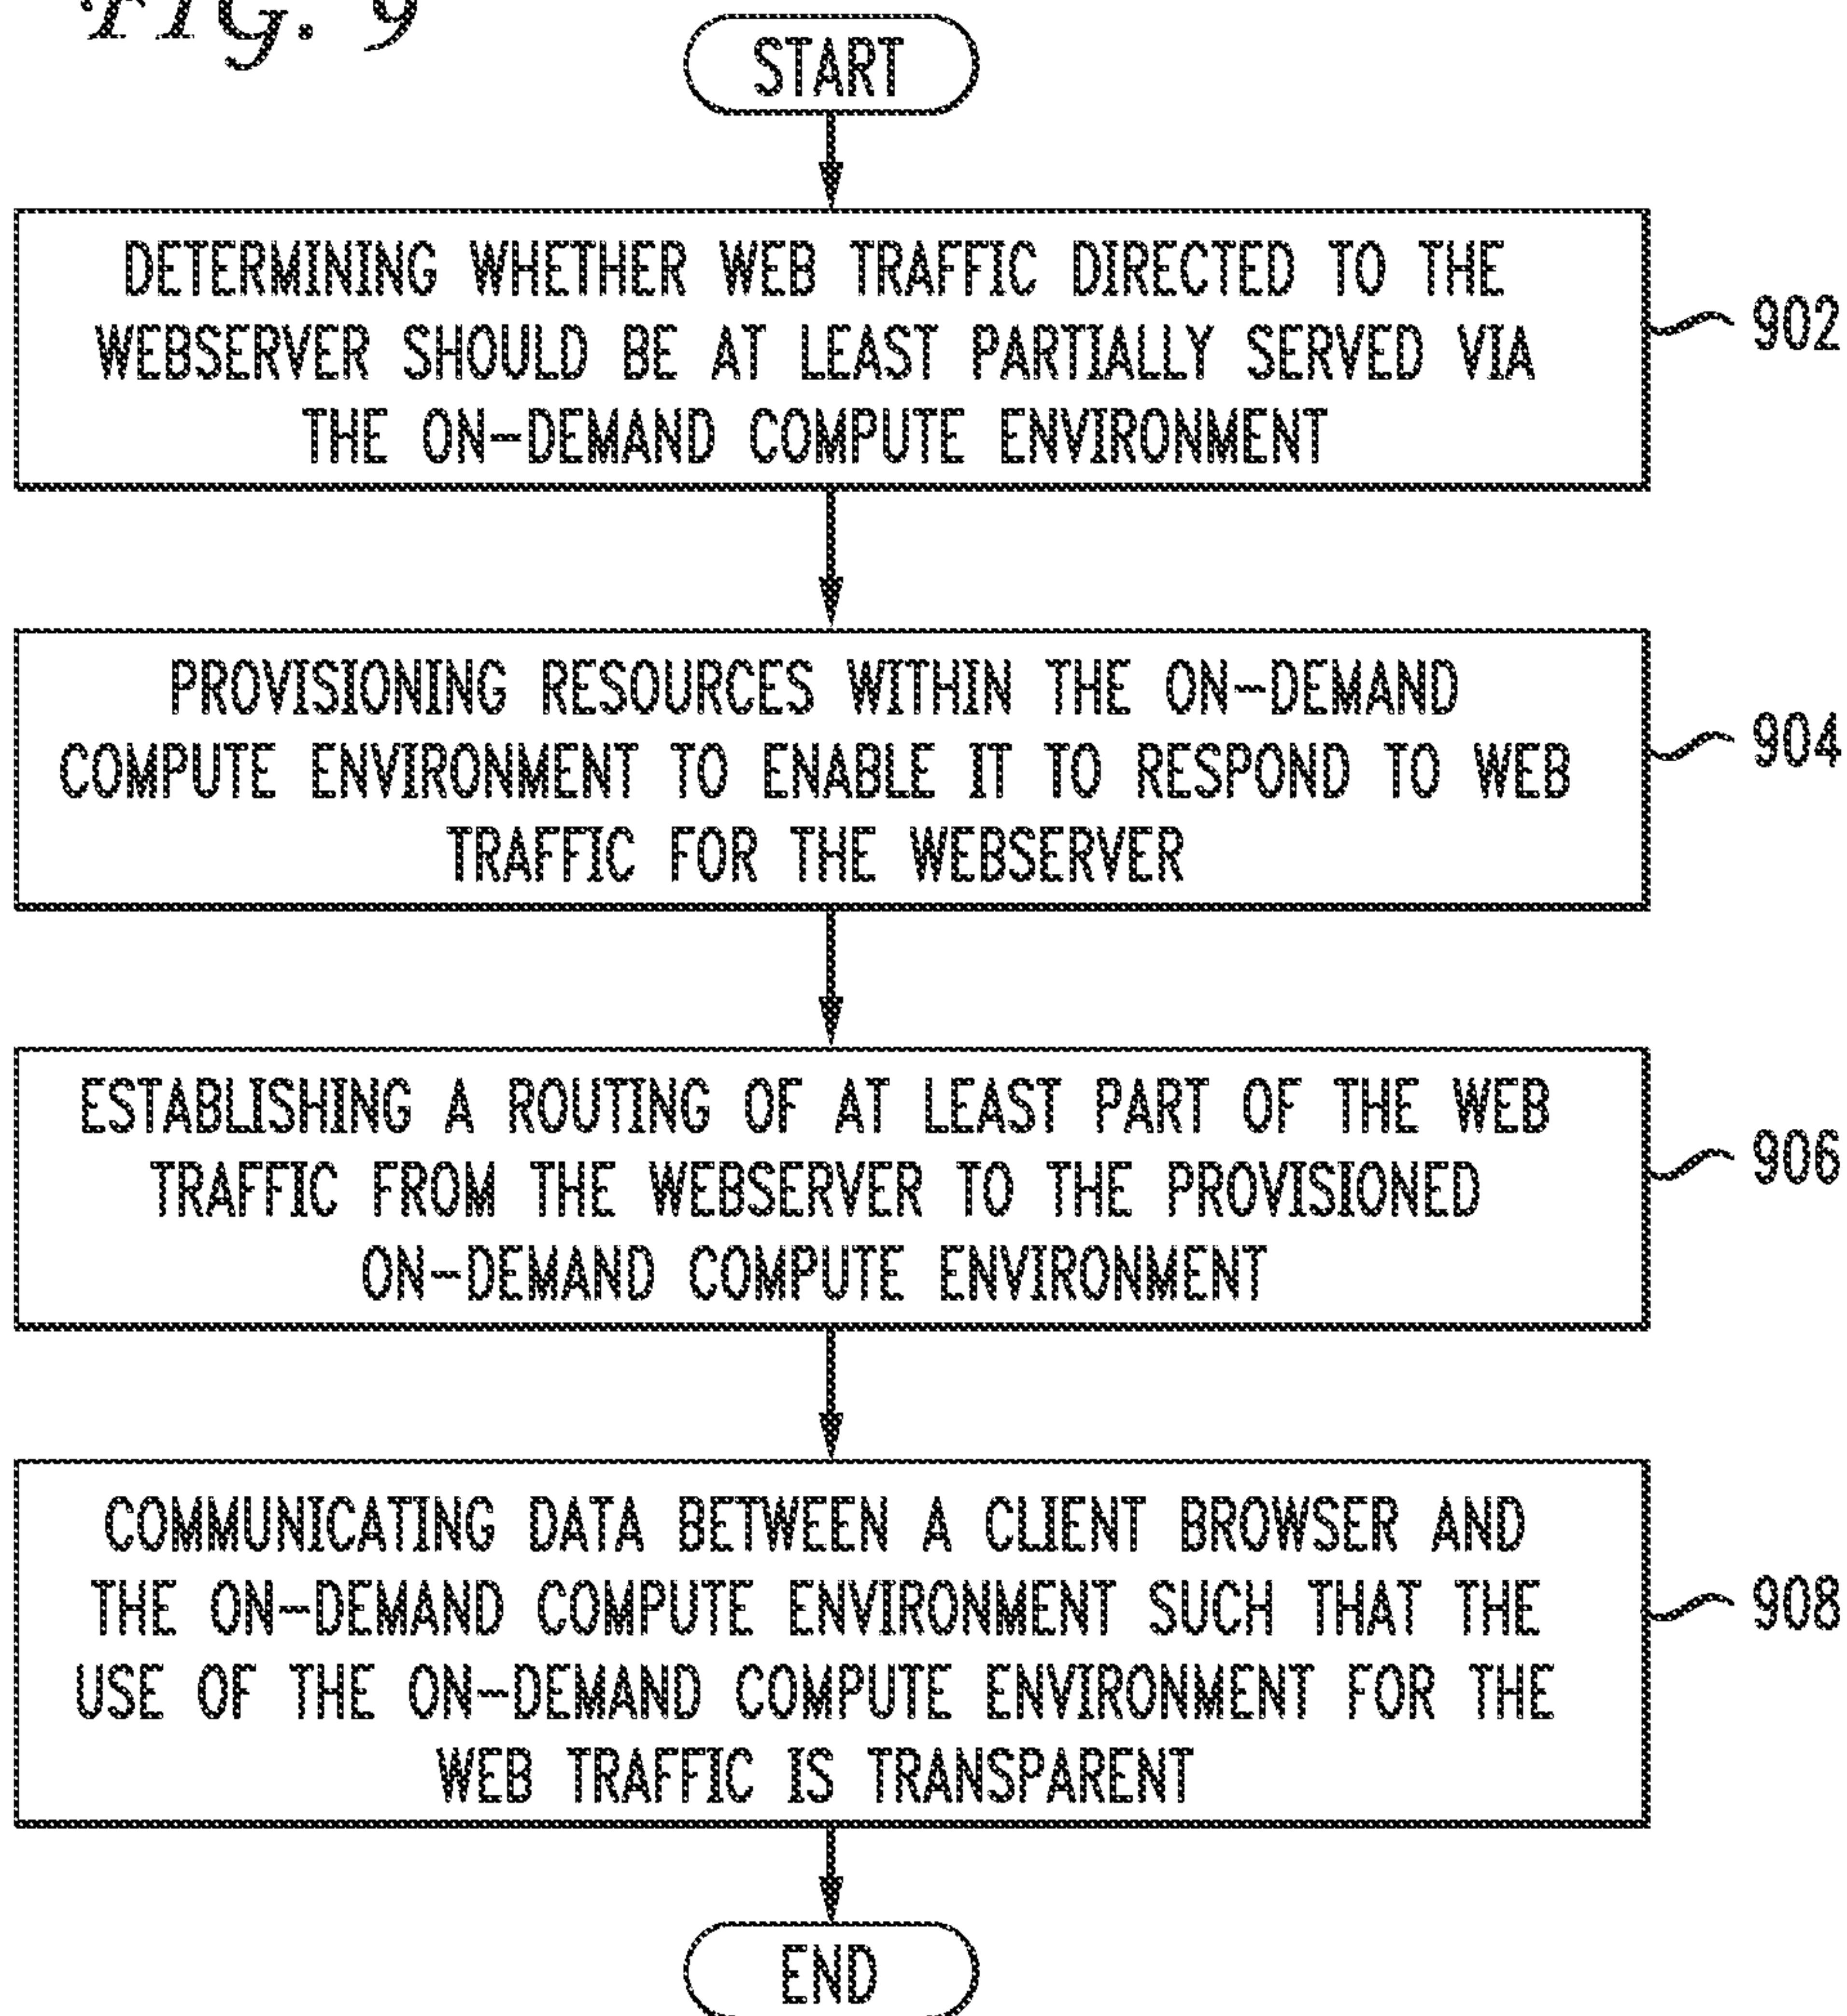 FIG. 9
START
DETERMINING WHETHER WEB TRAFFIC DIRECTED TO THE
WEBSERVER SHOULD BE AT LEAST PARTIALLY SERVED VIA
THE ON-DEMAND COMPUTE ENVIRONMENT
902
PROVISIONING RESOURCES WITHIN THE ON-DEMAND
COMPUTE ENVIRONMENT TO ENABLE IT TO RESPOND TO WEB
TRAFFIC FOR THE WEBSERVER
904
ESTABLISHING A ROUTING OF AT LEAST PART OF THE WEB
TRAFFIC FROM THE WEBSERVER TO THE PROVISIONED
ON-DEMAND COMPUTE ENVIRONMENT
906
COMMUNICATING DATA BETWEEN A CLIENT BROWSER AND
THE ON-DEMAND COMPUTE ENVIRONMENT SUCH THAT THE
USE OF THE ON-DEMAND COMPUTE ENVIRONMENT FOR THE
WEB TRAFFIC IS TRANSPARENT
908
END